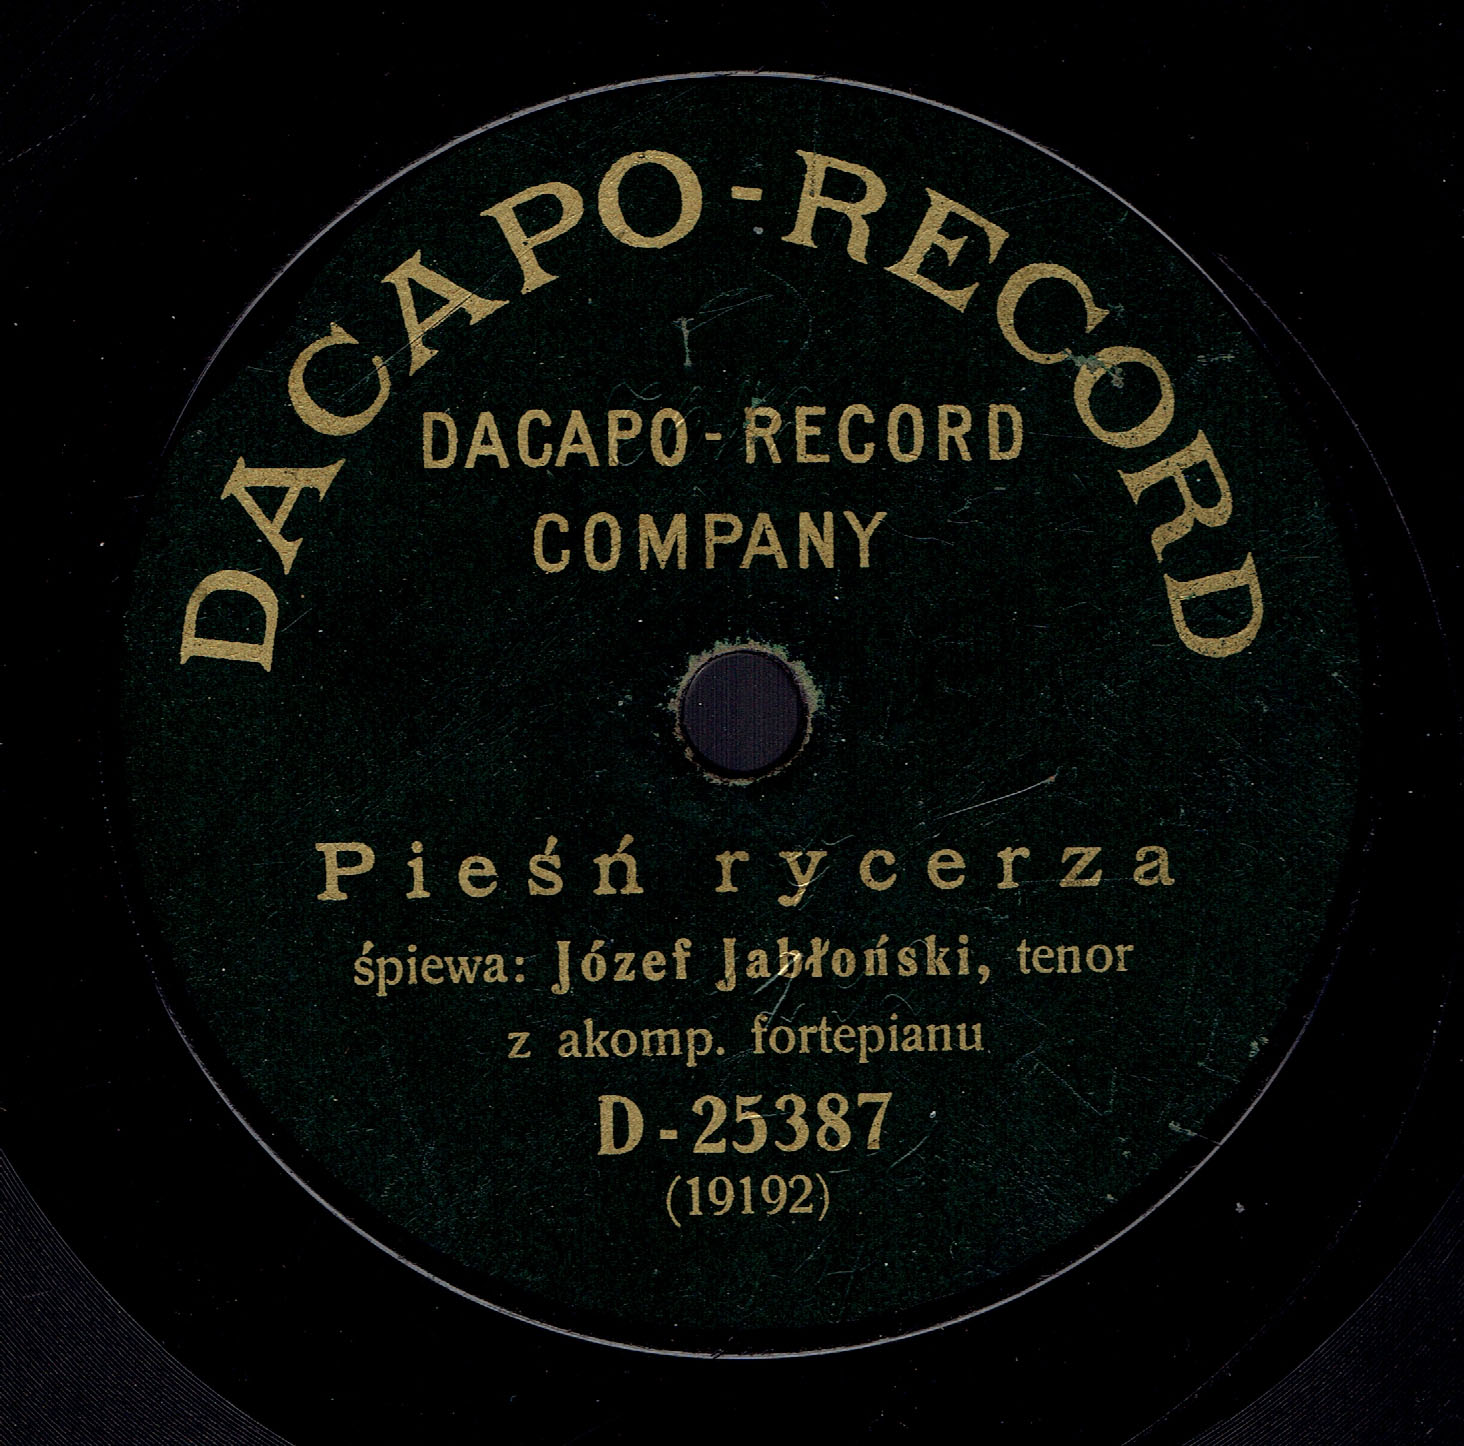 DACAPO-RECORD
DACAPO-RECORD
COMPANY
Pieśń rycerza
śpiewa: Józef Jabłoński, tenor
z akomp. fortepianu
D-25387
(19192)